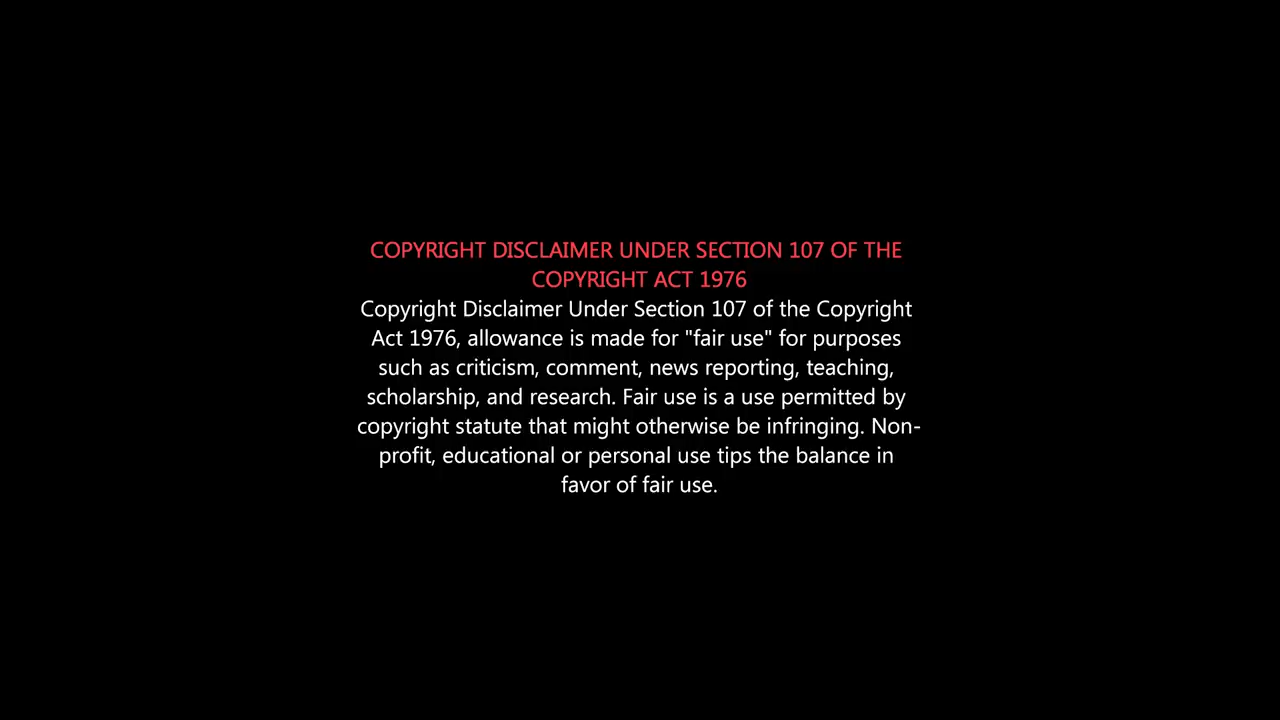 COPYRIGHT DISCLAIMER UNDER SECTION 107 OF THE
COPYRIGHT ACT 1976
Copyright Disclaimer Under Section 107 of the Copyright
Act 1976, allowance is made for "fair use" for purposes
such as criticism, comment, news reporting, teaching,
scholarship, and research. Fair use is a use permitted by
copyright statute that might otherwise be infringing. Non-
profit, educational or personal use tips the balance in
favor of fair use.